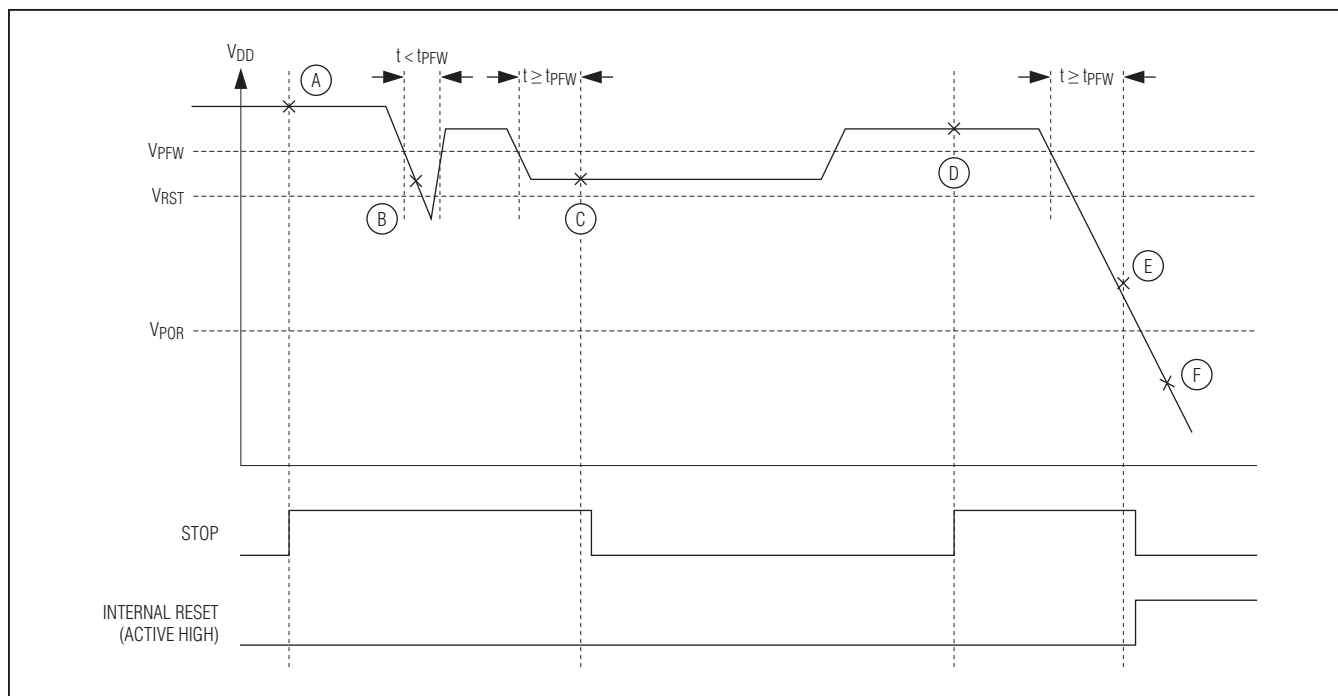 VDD
A
t < tPFW
t ≥ tPFW
t ≥ tPFW
VPFW
D
VRST
B
C
E
VPOR
F
STOP
INTERNAL RESET
(ACTIVE HIGH)